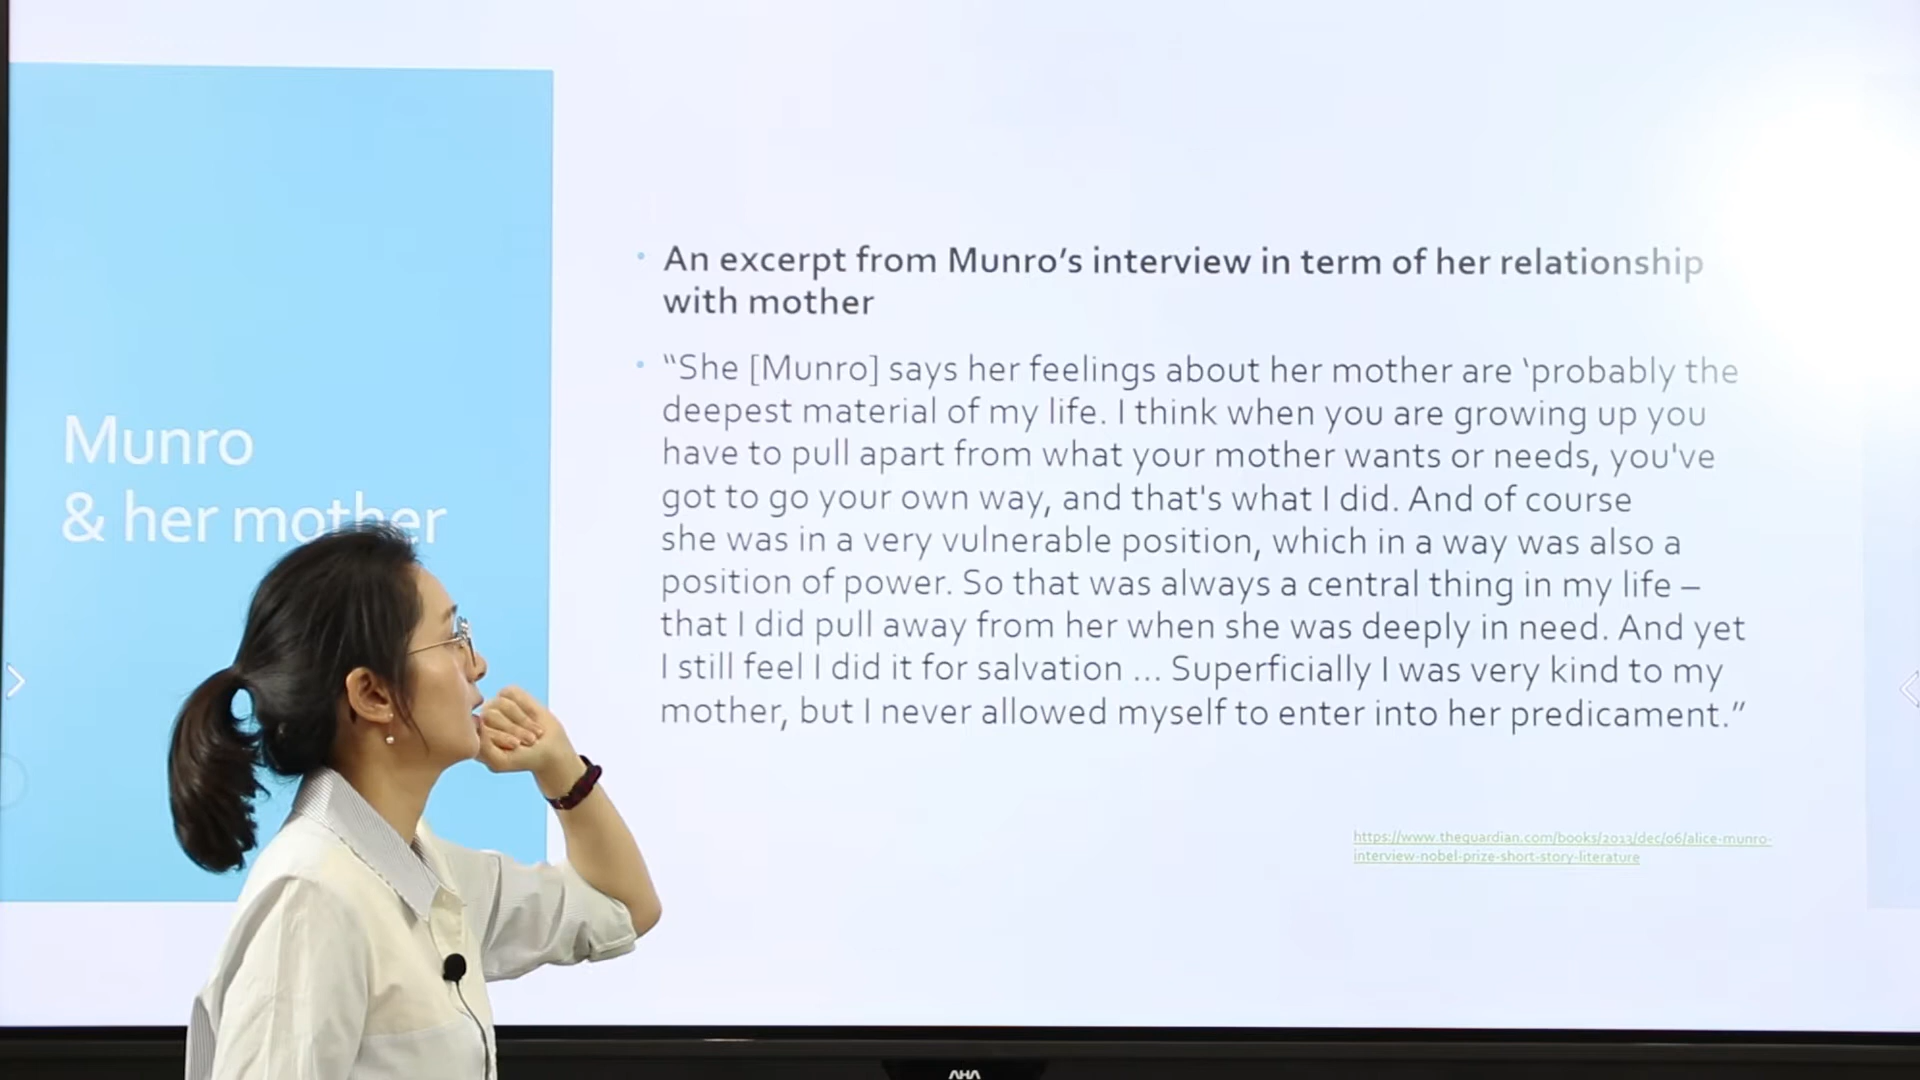 Munro
& her mother
• An excerpt from Munro's interview in term of her relationship
with mother
• “She [Munro] says her feelings about her mother are ‘probably the
deepest material of my life. I think when you are growing up you
have to pull apart from what your mother wants or needs, you've
got to go your own way, and that's what I did. And of course
she was in a very vulnerable position, which in a way was also a
position of power. So that was always a central thing in my life –
that I did pull away from her when she was deeply in need. And yet
I still feel I did it for salvation ... Superficially I was very kind to my
mother, but I never allowed myself to enter into her predicament.”
https://www.theguardian.com/books/2013/dec/06/alice-munro-
interview-nobel-prize-short-story-literature
AHA